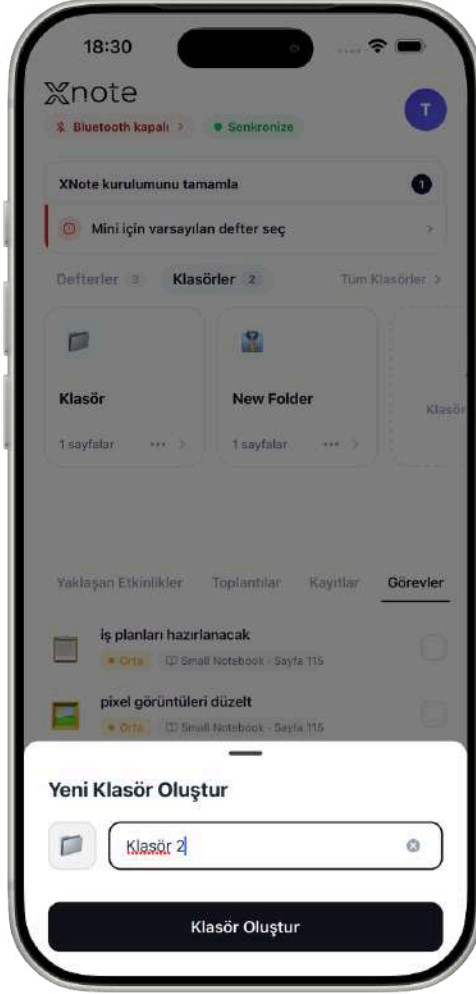 18:30
Xnote
Bluetooth kapalı >
Senkronize
T
XNote kurulumunu tamamla
1
Mini için varsayılan defter seç >
Defterler 3
Klasörler 2
Tüm Klasörler >
Klasör
1 sayfalar ··· >
New Folder
1 sayfalar ··· >
Klasör
Yaklaşan Etkinlikler
Toplantılar
Kayıtlar
Görevler
iş planları hazırlanacak
Orta
Small Notebook · Sayfa 115
pixel görüntüleri düzelt
Orta
Small Notebook · Sayfa 115
Yeni Klasör Oluştur
Klasör 2
Klasör Oluştur